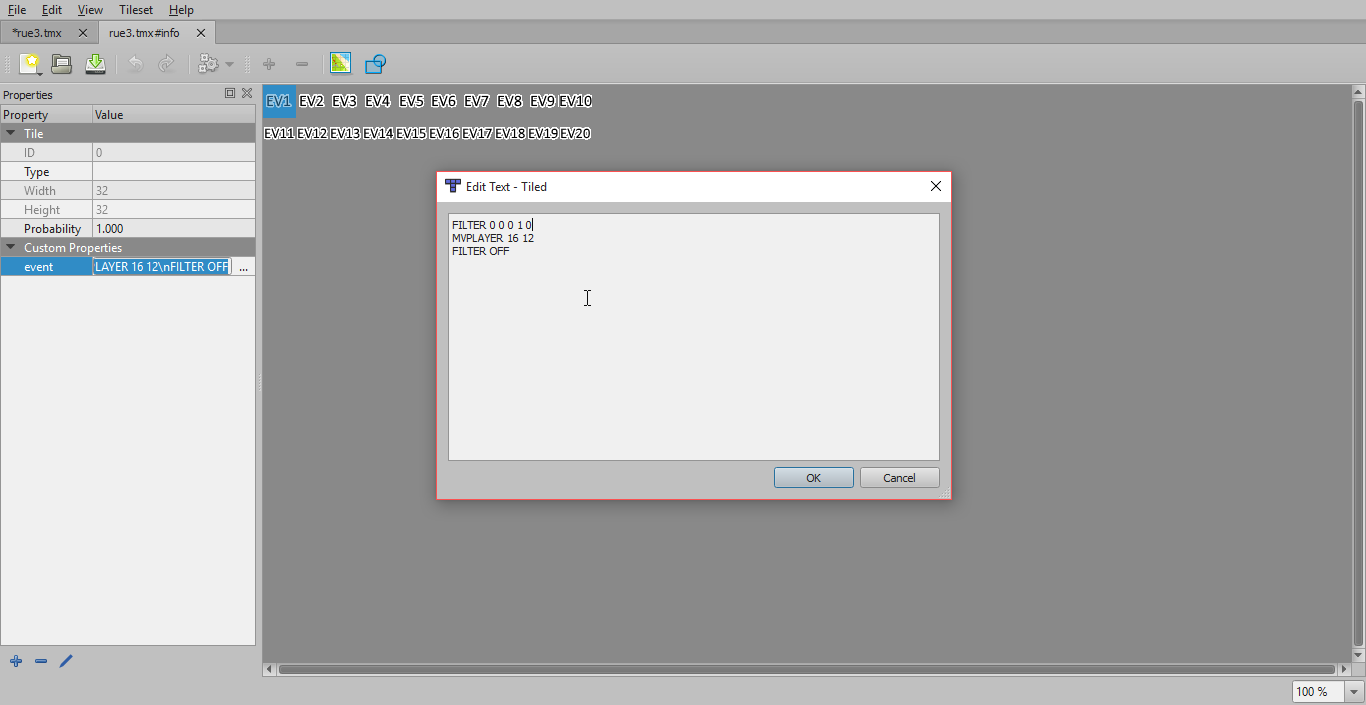 File Edit View Tileset Help
*rue3.tmx rue3.tmx#info
Properties
Property Value
Tile
ID 0
Type
Width 32
Height 32
Probability 1.000
Custom Properties
event LAYER 16 12\nFILTER OFF ...
EV1 EV2 EV3 EV4 EV5 EV6 EV7 EV8 EV9 EV10
EV11 EV12 EV13 EV14 EV15 EV16 EV17 EV18 EV19 EV20
Edit Text - Tiled
FILTER 0 0 0 1 0
MVPLAYER 16 12
FILTER OFF
OK Cancel
100 %